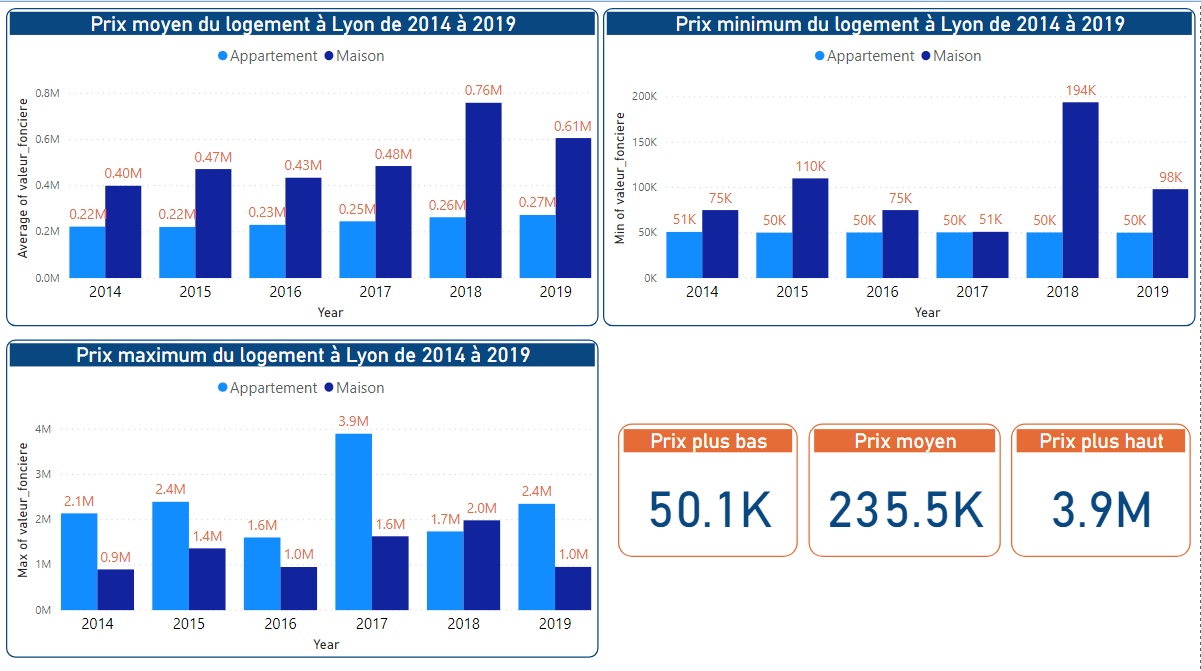 Prix moyen du logement à Lyon de 2014 à 2019
Appartement Maison
Average of valeur_fonciere
0.8M
0.6M
0.4M
0.2M
0.0M
0.22M 0.40M 0.22M 0.47M 0.23M 0.43M 0.25M 0.48M 0.26M 0.76M 0.27M 0.61M
2014 2015 2016 2017 2018 2019
Year
Prix minimum du logement à Lyon de 2014 à 2019
Appartement Maison
Min of valeur_fonciere
200K
150K
100K
50K
0K
51K 75K 50K 110K 50K 75K 50K 51K 50K 194K 50K 98K
2014 2015 2016 2017 2018 2019
Year
Prix maximum du logement à Lyon de 2014 à 2019
Appartement Maison
Max of valeur_fonciere
4M
3M
2M
1M
0M
2.1M 0.9M 2.4M 1.4M 1.6M 1.0M 3.9M 1.6M 1.7M 2.0M 2.4M 1.0M
2014 2015 2016 2017 2018 2019
Year
Prix plus bas
50.1K
Prix moyen
235.5K
Prix plus haut
3.9M